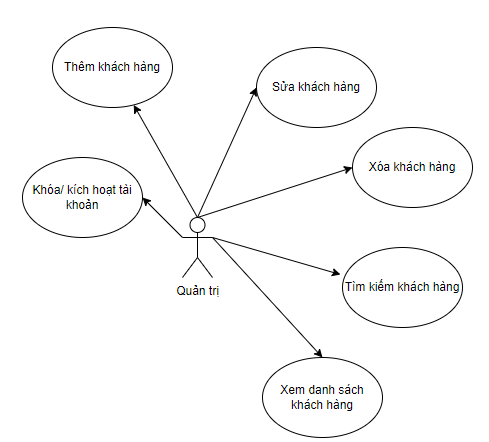 Thêm khách hàng
Sửa khách hàng
Xóa khách hàng
Khóa/ kích hoạt tài
khoản
Tìm kiếm khách hàng
Quản trị
Xem danh sách
khách hàng